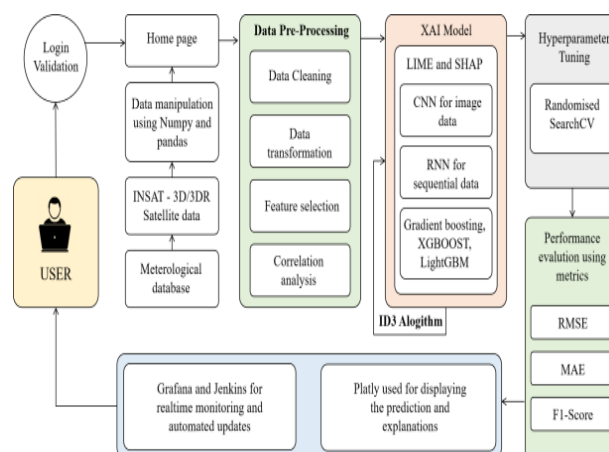 Login
Validation
Home page
Data manipulation
using Numpy and
pandas
INSAT - 3D/3DR
Satellite data
Meterological
database
USER
Data Pre-Processing
Data Cleaning
Data
transformation
Feature selection
Correlation
analysis
XAI Model
LIME and SHAP
CNN for image
data
RNN for
sequential data
Gradient boosting,
XGBOOST,
LightGBM
ID3 Alogithm
Hyperparameter
Tuning
Randomised
SearchCV
Performance
evalution using
metrics
RMSE
MAE
F1-Score
Grafana and Jenkins for
realtime monitoring and
automated updates
Platly used for displaying
the prediction and
explanations